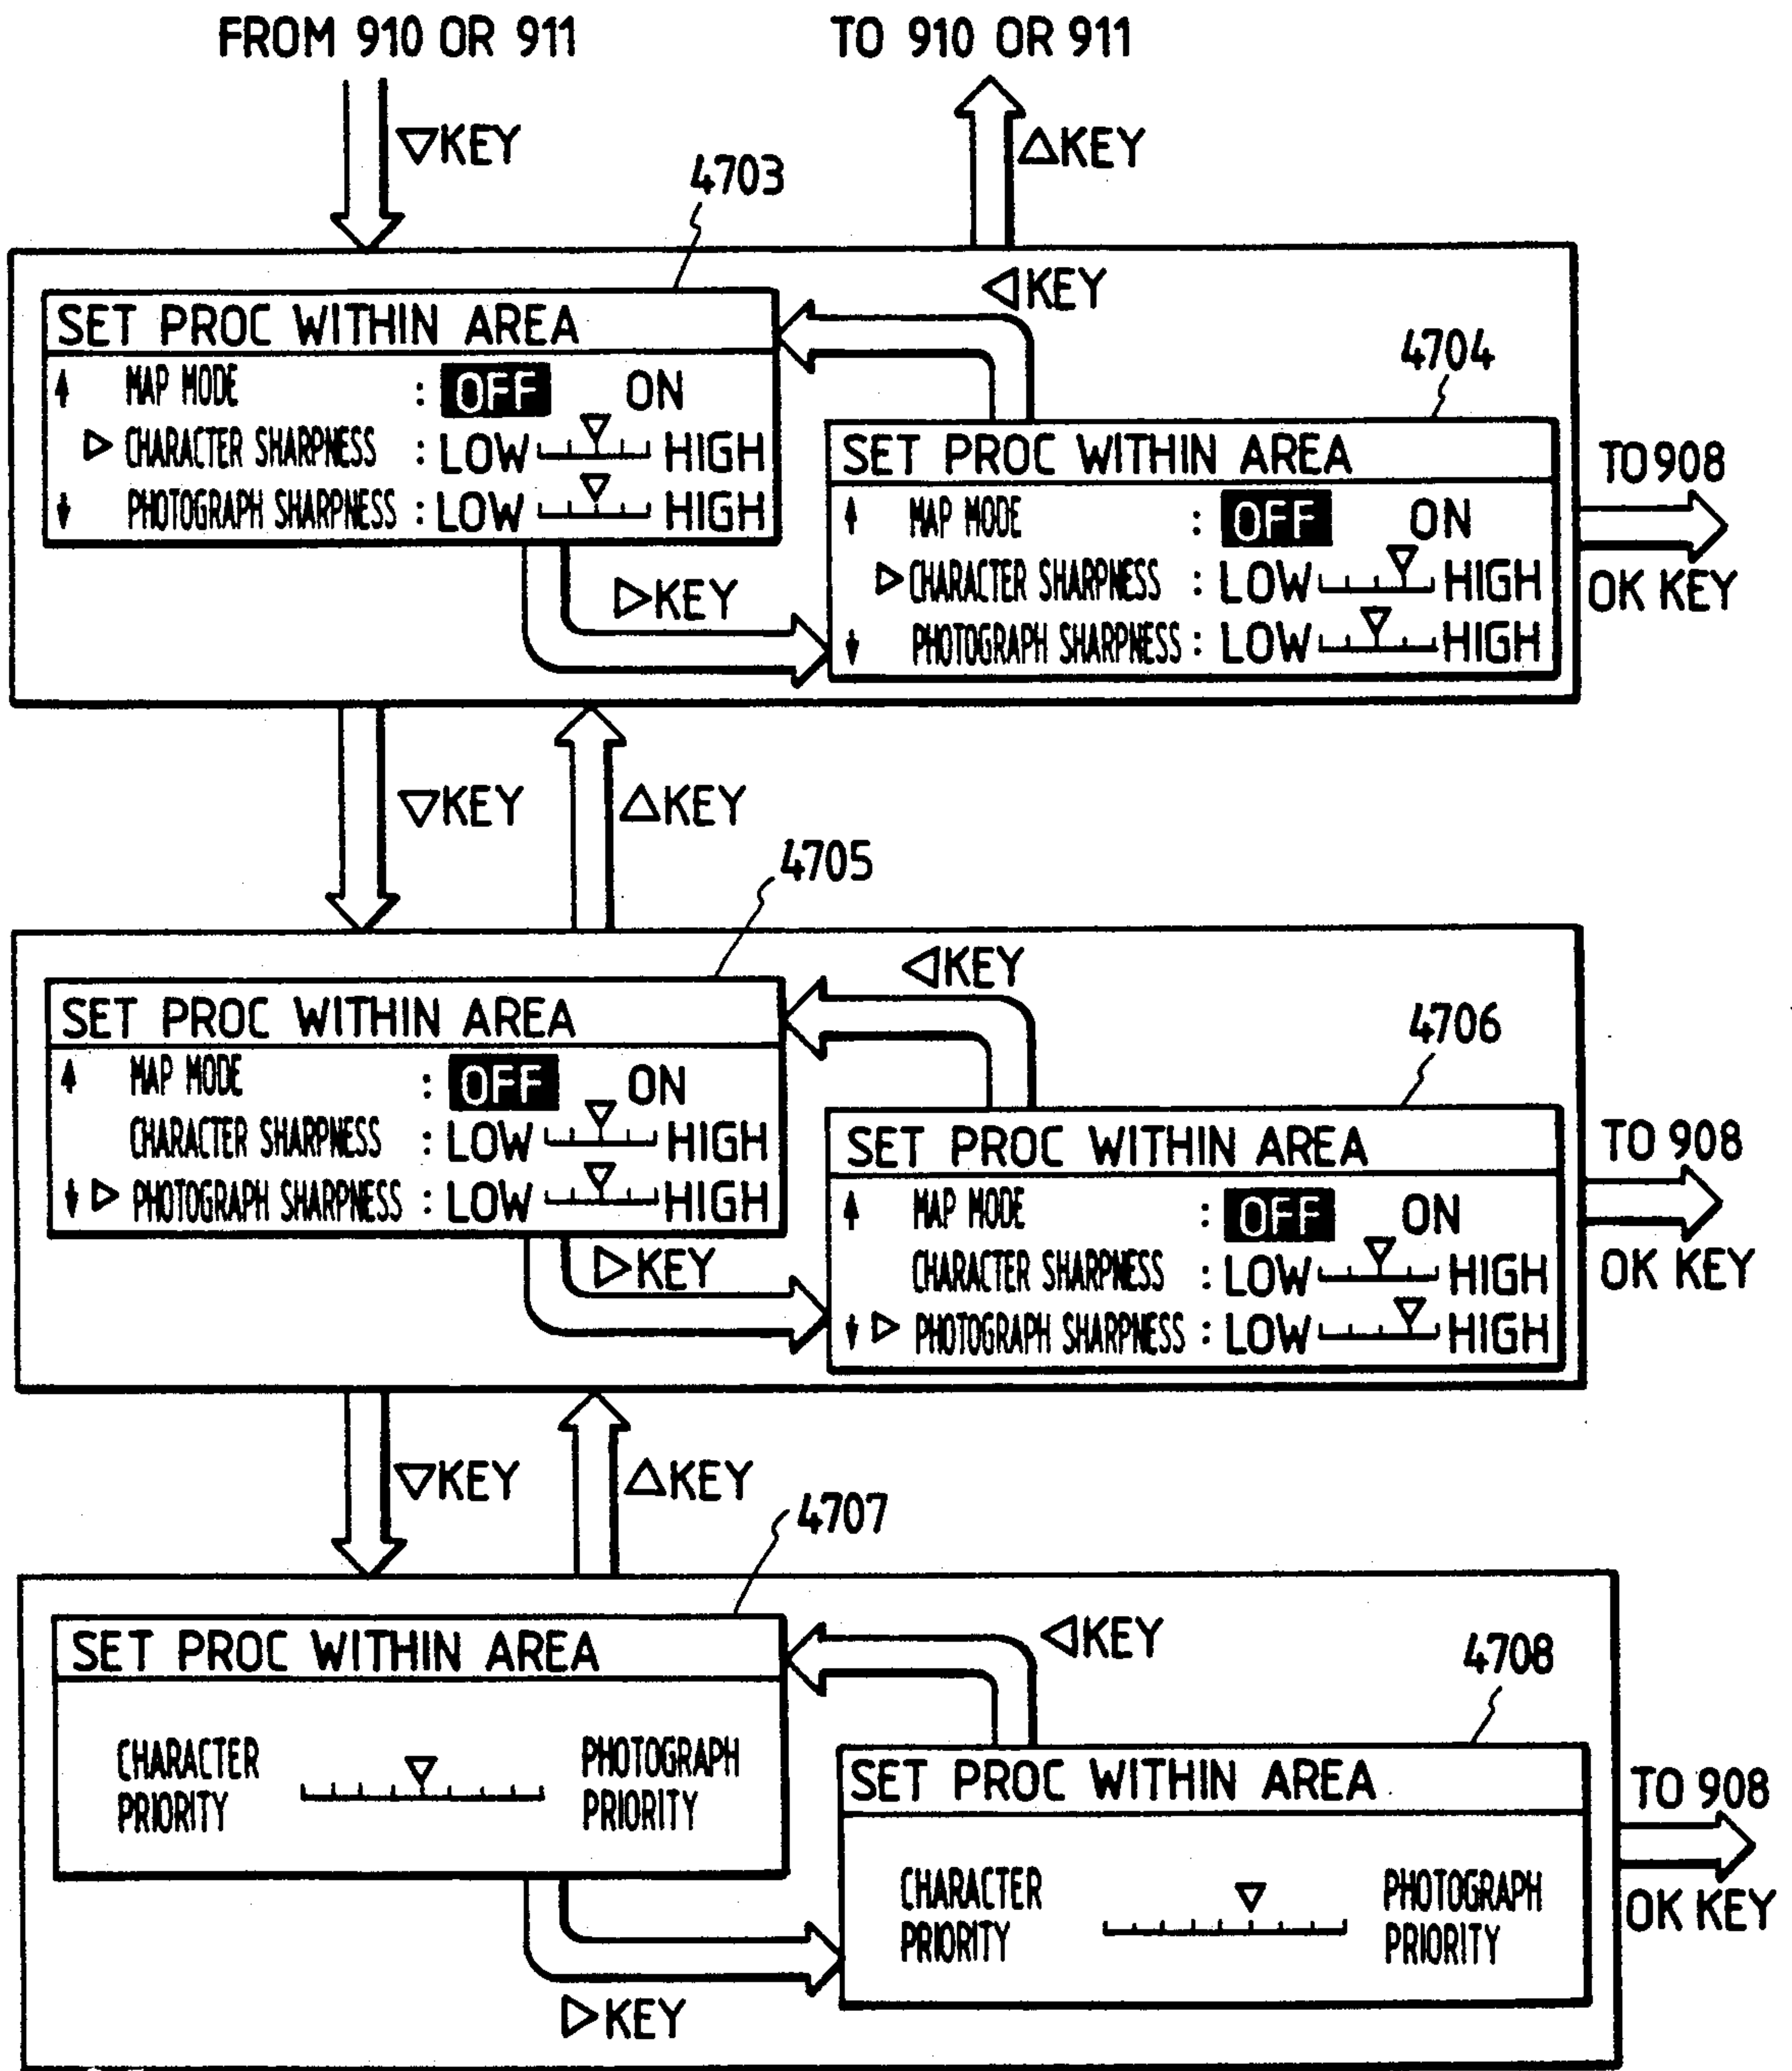 FROM 910 OR 911
TO 910 OR 911
▽KEY
△KEY
4703
◁KEY
SET PROC WITHIN AREA
↑ MAP MODE : OFF ON
▷ CHARACTER SHARPNESS : LOW HIGH
↓ PHOTOGRAPH SHARPNESS : LOW HIGH
4704
SET PROC WITHIN AREA
↑ MAP MODE : OFF ON
▷ CHARACTER SHARPNESS : LOW HIGH
↓ PHOTOGRAPH SHARPNESS : LOW HIGH
TO 908
OK KEY
▷KEY
▽KEY
△KEY
4705
◁KEY
SET PROC WITHIN AREA
↑ MAP MODE : OFF ON
CHARACTER SHARPNESS : LOW HIGH
↓ ▷ PHOTOGRAPH SHARPNESS : LOW HIGH
4706
SET PROC WITHIN AREA
↑ MAP MODE : OFF ON
CHARACTER SHARPNESS : LOW HIGH
↓ ▷ PHOTOGRAPH SHARPNESS : LOW HIGH
TO 908
OK KEY
▷KEY
▽KEY
△KEY
4707
◁KEY
SET PROC WITHIN AREA
CHARACTER PHOTOGRAPH
PRIORITY PRIORITY
4708
SET PROC WITHIN AREA
CHARACTER PHOTOGRAPH
PRIORITY PRIORITY
TO 908
OK KEY
▷KEY